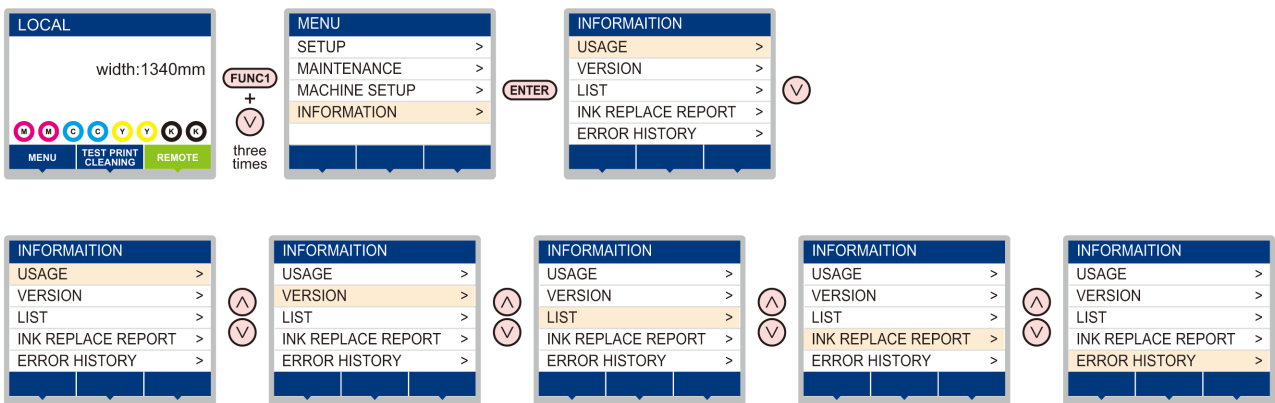 LOCAL
width:1340mm
M M C C Y Y K K
MENU TEST PRINT CLEANING REMOTE
FUNC1
+
three
times
MENU
SETUP >
MAINTENANCE >
MACHINE SETUP >
INFORMATION >
ENTER
INFORMAITION
USAGE >
VERSION >
LIST >
INK REPLACE REPORT >
ERROR HISTORY >
INFORMAITION
USAGE >
VERSION >
LIST >
INK REPLACE REPORT >
ERROR HISTORY >
INFORMAITION
USAGE >
VERSION >
LIST >
INK REPLACE REPORT >
ERROR HISTORY >
INFORMAITION
USAGE >
VERSION >
LIST >
INK REPLACE REPORT >
ERROR HISTORY >
INFORMAITION
USAGE >
VERSION >
LIST >
INK REPLACE REPORT >
ERROR HISTORY >
INFORMAITION
USAGE >
VERSION >
LIST >
INK REPLACE REPORT >
ERROR HISTORY >